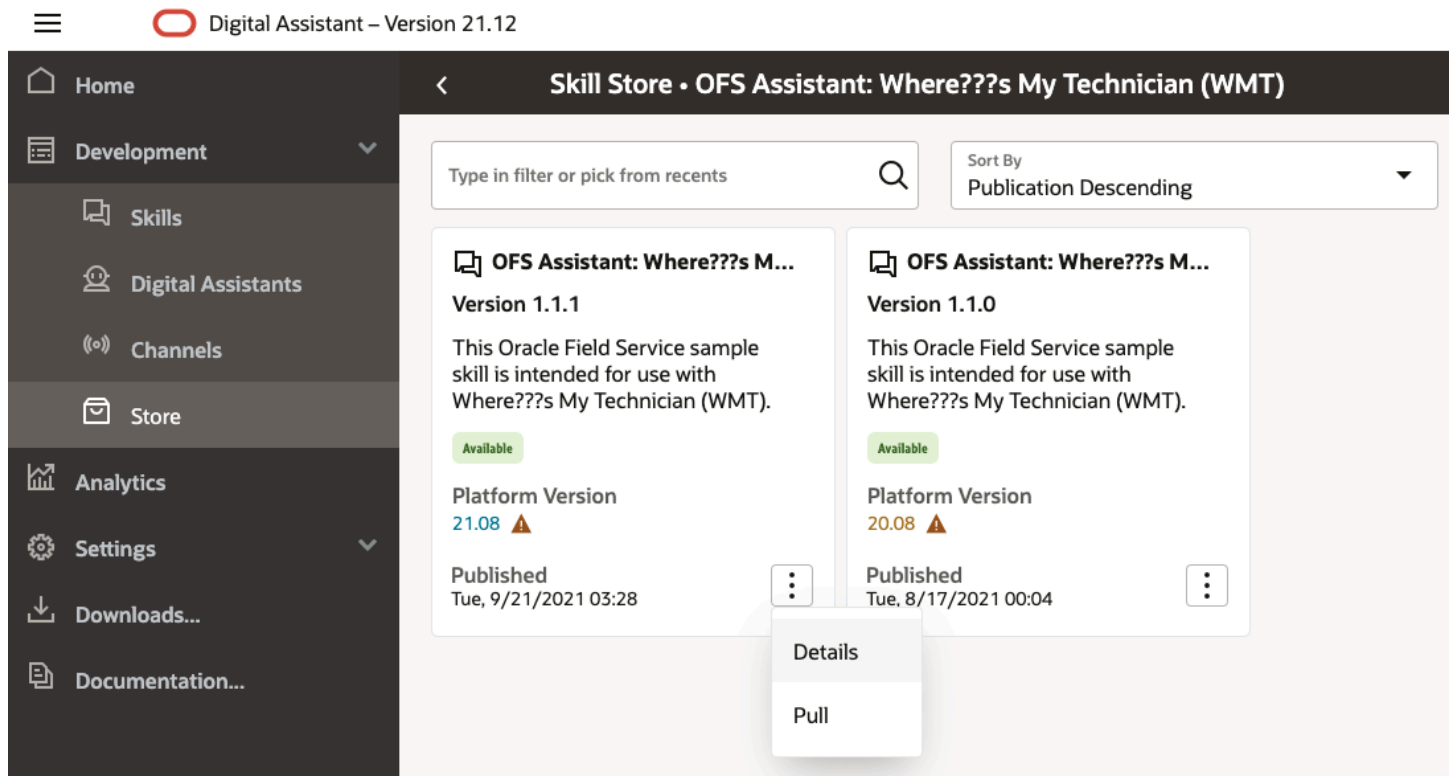 Digital Assistant – Version 21.12
Home
Development
Skills
Digital Assistants
Channels
Store
Analytics
Settings
Downloads...
Documentation...
Skill Store • OFS Assistant: Where???s My Technician (WMT)
Type in filter or pick from recents
Sort By
Publication Descending
OFS Assistant: Where???s M...
Version 1.1.1
This Oracle Field Service sample
skill is intended for use with
Where???s My Technician (WMT).
Available
Platform Version
21.08
Published
Tue, 9/21/2021 03:28
Details
Pull
OFS Assistant: Where???s M...
Version 1.1.0
This Oracle Field Service sample
skill is intended for use with
Where???s My Technician (WMT).
Available
Platform Version
20.08
Published
Tue, 8/17/2021 00:04